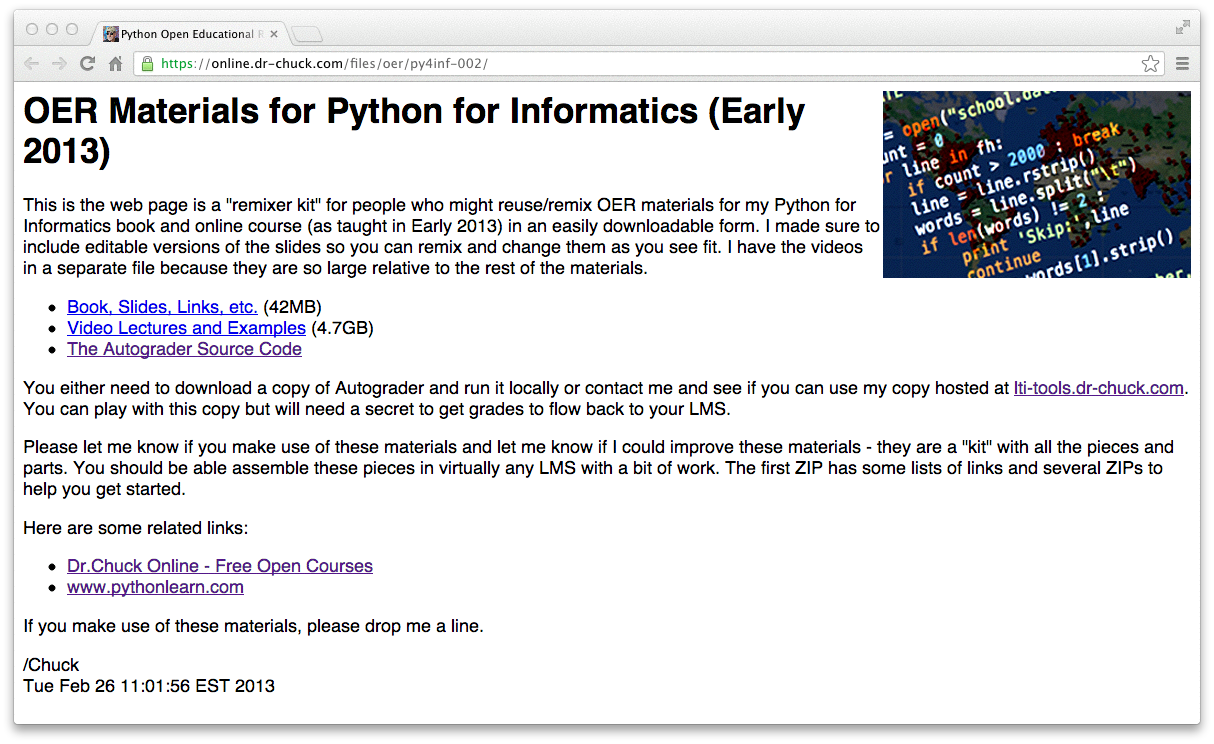 Python Open Educational R
https://online.dr-chuck.com/files/oer/py4inf-002/
OER Materials for Python for Informatics (Early
2013)
This is the web page is a "remixer kit" for people who might reuse/remix OER materials for my Python for
Informatics book and online course (as taught in Early 2013) in an easily downloadable form. I made sure to
include editable versions of the slides so you can remix and change them as you see fit. I have the videos
in a separate file because they are so large relative to the rest of the materials.
= open("school.da
unt = 0
r line in fh:
if count > 2000 : break
line = line.rstrip()
words = line.split("\t")
if len(words) != 2 :
print 'Skip:',line
continue
words[1].strip()
• Book, Slides, Links, etc. (42MB)
• Video Lectures and Examples (4.7GB)
• The Autograder Source Code
You either need to download a copy of Autograder and run it locally or contact me and see if you can use my copy hosted at lti-tools.dr-chuck.com.
You can play with this copy but will need a secret to get grades to flow back to your LMS.
Please let me know if you make use of these materials and let me know if I could improve these materials - they are a "kit" with all the pieces and
parts. You should be able assemble these pieces in virtually any LMS with a bit of work. The first ZIP has some lists of links and several ZIPs to
help you get started.
Here are some related links:
• Dr.Chuck Online - Free Open Courses
• www.pythonlearn.com
If you make use of these materials, please drop me a line.
/Chuck
Tue Feb 26 11:01:56 EST 2013